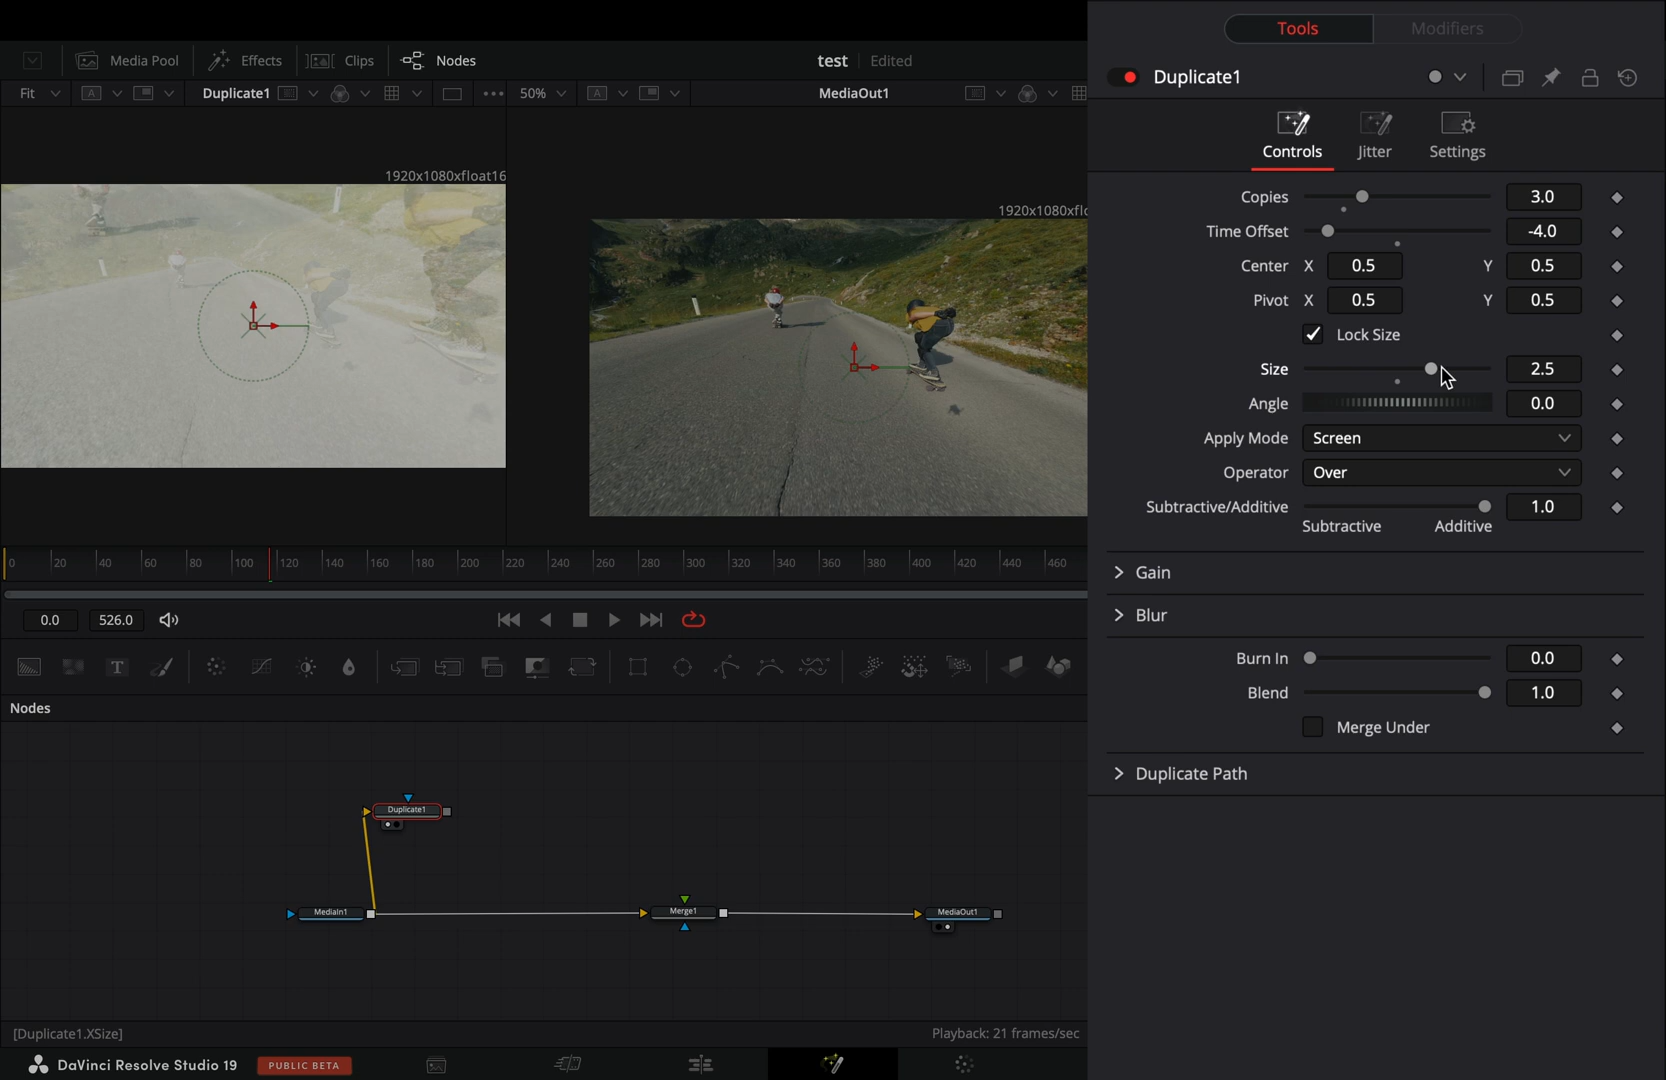 Tools Modifiers
Media Pool Effects Clips Nodes test Edited
Duplicate1
Fit A Duplicate1 50% A MediaOut1
Controls Jitter Settings
1920x1080xfloat16
1920x1080xflo
Copies 3.0
Time Offset -4.0
Center X 0.5 Y 0.5
Pivot X 0.5 Y 0.5
Lock Size
Size 2.5
Angle 0.0
Apply Mode Screen
Operator Over
Subtractive/Additive 1.0
Subtractive Additive
0 20 40 60 80 100 120 140 160 180 200 220 240 260 280 300 320 340 360 380 400 420 440 460
Gain
0.0 526.0
Blur
Burn In 0.0
T
Blend 1.0
Nodes
Merge Under
Duplicate Path
Duplicate1
MediaIn1 Merge1 MediaOut1
[Duplicate1.XSize] Playback: 21 frames/sec
DaVinci Resolve Studio 19 PUBLIC BETA